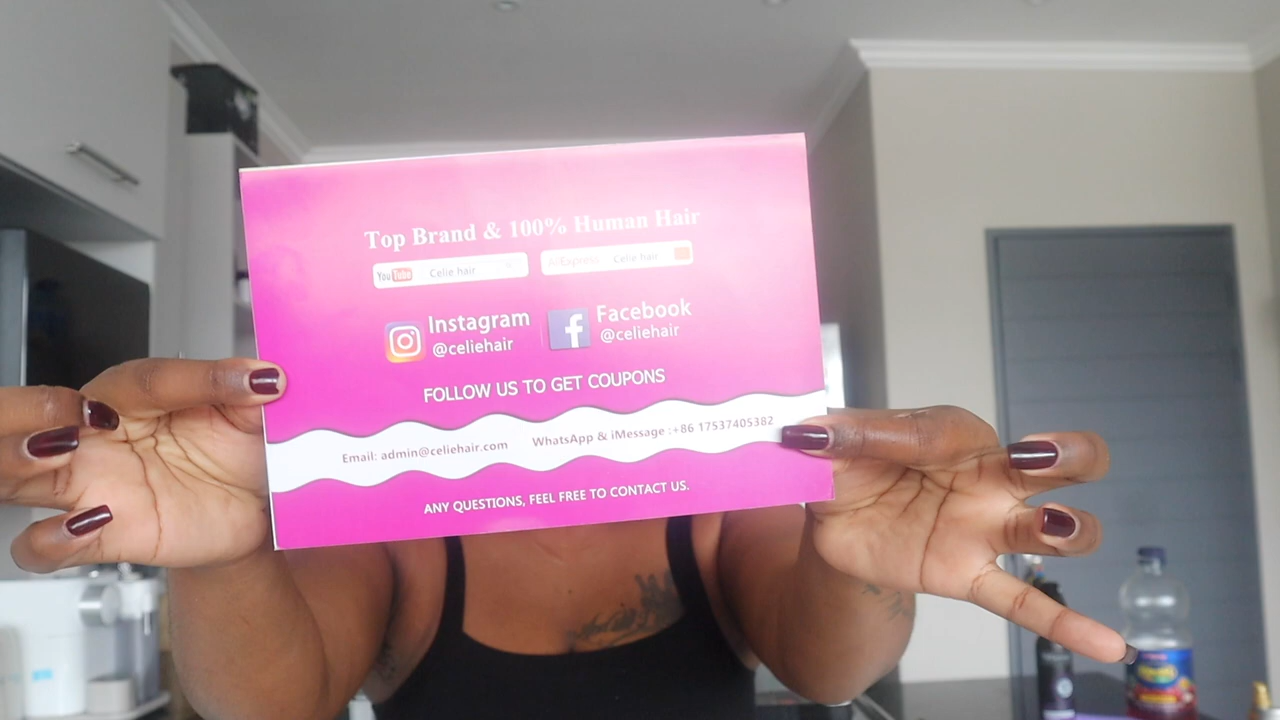 Top Brand & 100% Human Hair
YouTube Celie hair AliExpress Celie hair
Instagram Facebook
@celiehair @celiehair
FOLLOW US TO GET COUPONS
Email: admin@celiehair.com WhatsApp & iMessage :+86 17537405382
ANY QUESTIONS, FEEL FREE TO CONTACT US.